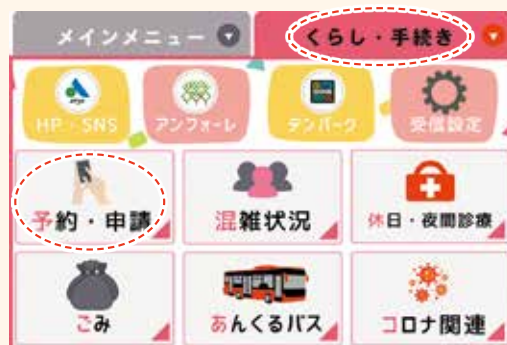 メインメニュー
くらし・手続き
HP・SNS
アンフォーレ
デンパーク
受信設定
予約・申請
混雑状況
休日・夜間診療
ごみ
あんくるバス
コロナ関連